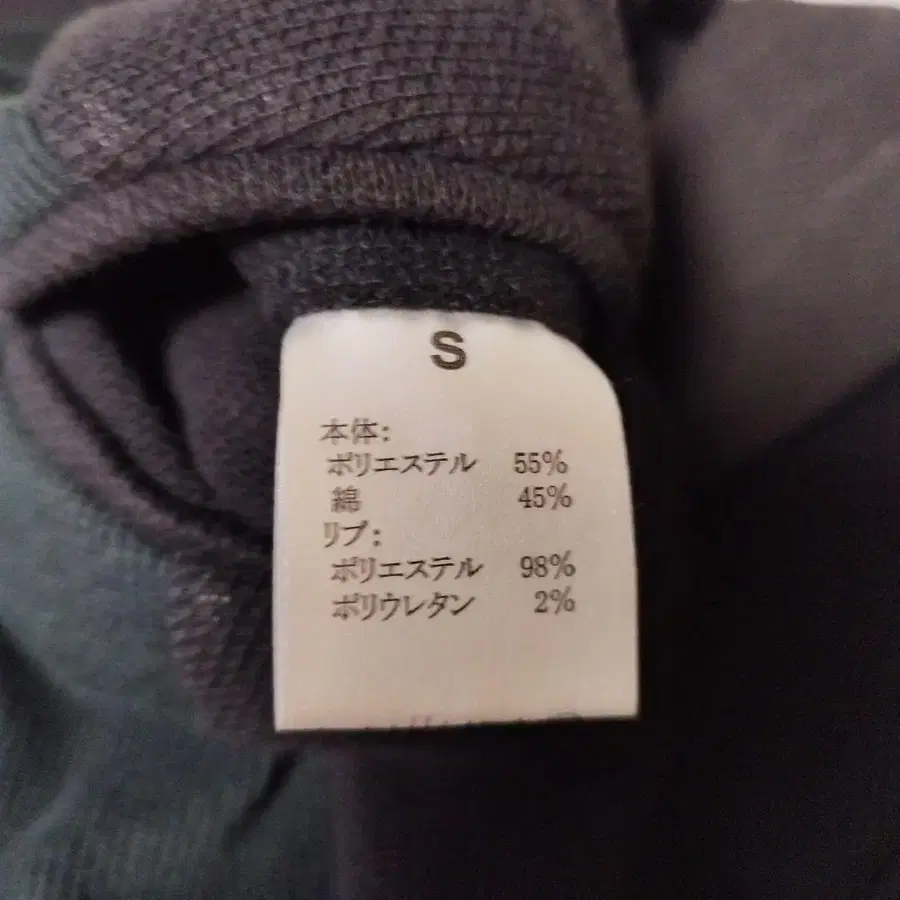 S
本体:
ポリエステル 55%
綿 45%
リブ:
ポリエステル 98%
ポリウレタン 2%